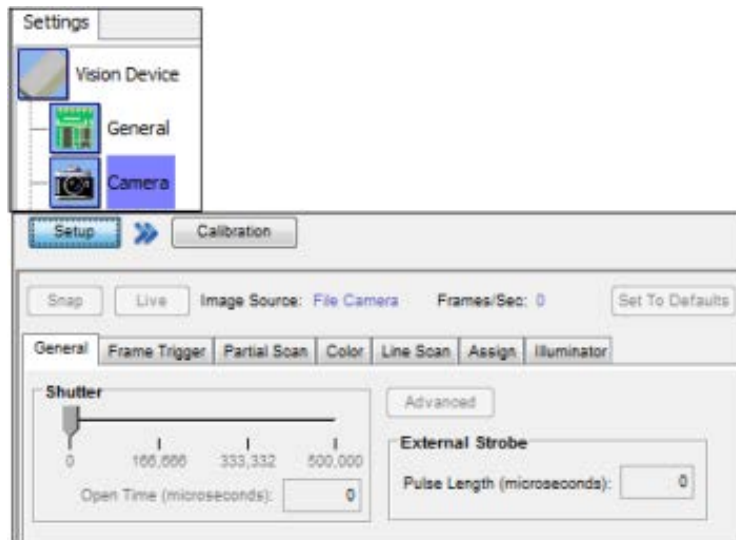 Settings
Vision Device
General
Camera
Setup Calibration
Snap Live Image Source: File Camera Frames/Sec: 0 Set To Defaults
General Frame Trigger Partial Scan Color Line Scan Assign Illuminator
Shutter
Advanced
0 166,666 333,332 500,000
External Strobe
Open Time (microseconds): 0
Pulse Length (microseconds): 0